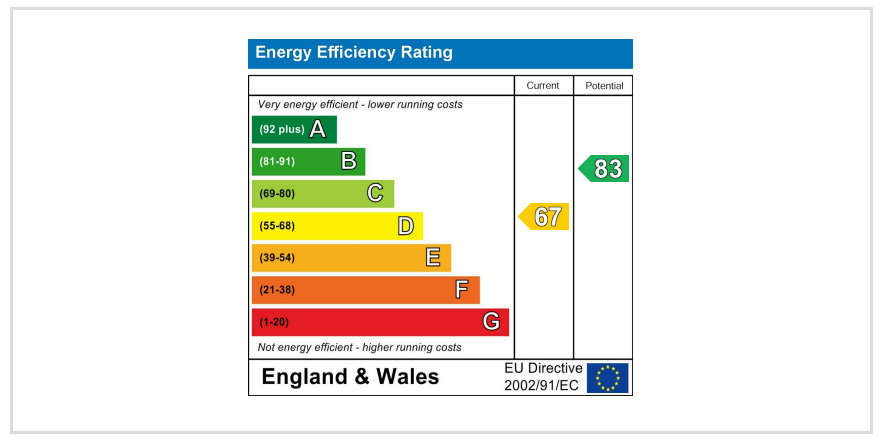 Energy Efficiency Rating
Current Potential
Very energy efficient - lower running costs
(92 plus) A
(81-91) B
83
(69-80) C
(55-68) D
67
(39-54) E
(21-38) F
(1-20) G
Not energy efficient - higher running costs
England & Wales
EU Directive
2002/91/EC